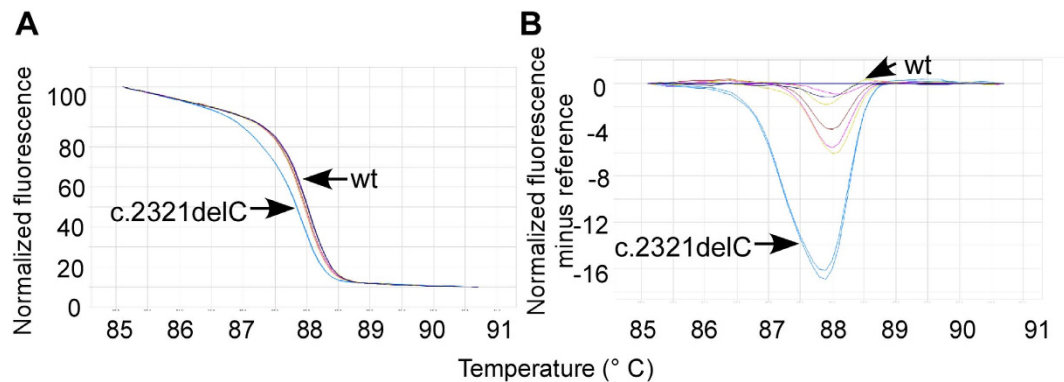 A
Normalized fluorescence
100
80
60
40
20
0
wt
c.2321delC
85 86 87 88 89 90 91
B
Normalized fluorescence
minus reference
0
-4
-6
-8
-12
-16
wt
c.2321delC
85 86 87 88 89 90 91
Temperature (° C)